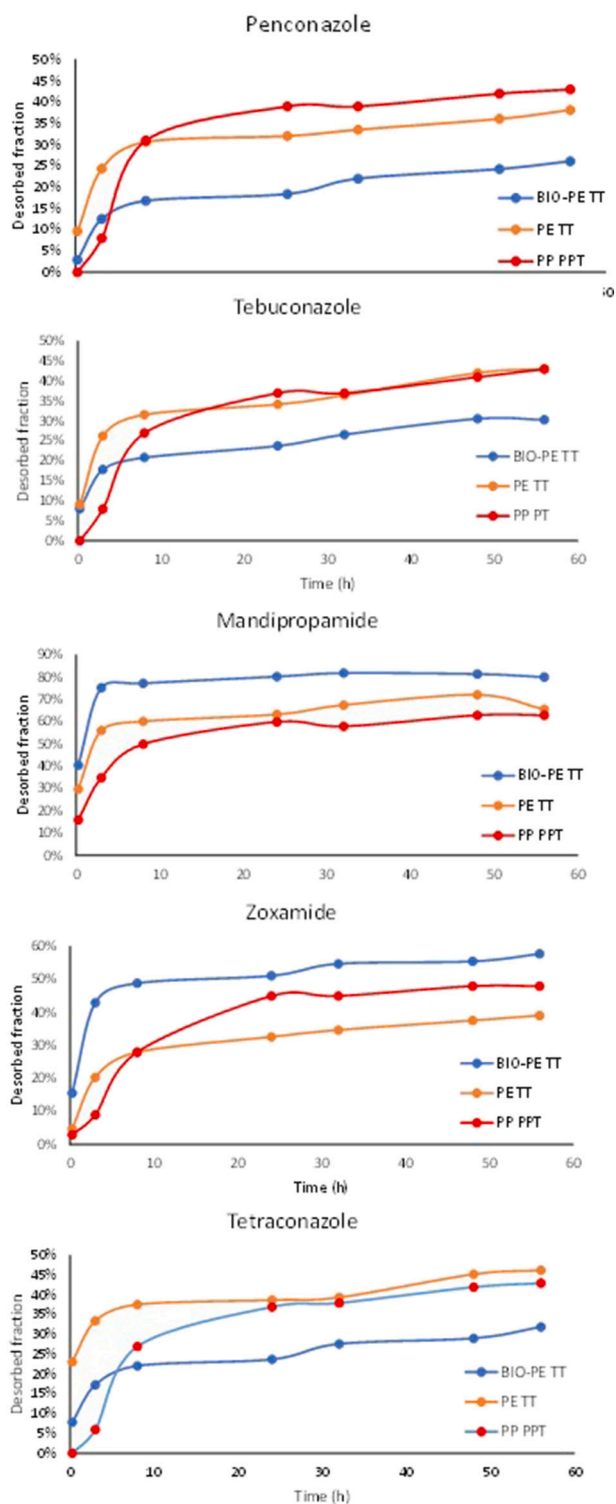 Penconazole
50%
45%
40%
35%
30%
25%
20%
15%
10%
5%
0%
Desorbed fraction
BIO-PE TT
PE TT
PP PPT
Tebuconazole
50%
45%
40%
35%
30%
25%
20%
15%
10%
5%
0%
Desorbed fraction
BIO-PE TT
PE TT
PP PT
0 10 20 30 40 50 60
Time (h)
Mandipropamide
90%
80%
70%
60%
50%
40%
30%
20%
10%
0%
Desorbed fraction
BIO-PE TT
PE TT
PP PPT
0 10 20 30 40 50 60
Zoxamide
60%
50%
40%
30%
20%
10%
0%
Desorbed fraction
BIO-PE TT
PE TT
PP PPT
0 10 20 30 40 50 60
Time (h)
Tetraconazole
50%
45%
40%
35%
30%
25%
20%
15%
10%
5%
0%
Desorbed fraction
BIO-PE TT
PE TT
PP PPT
0 10 20 30 40 50 60
Time (h)